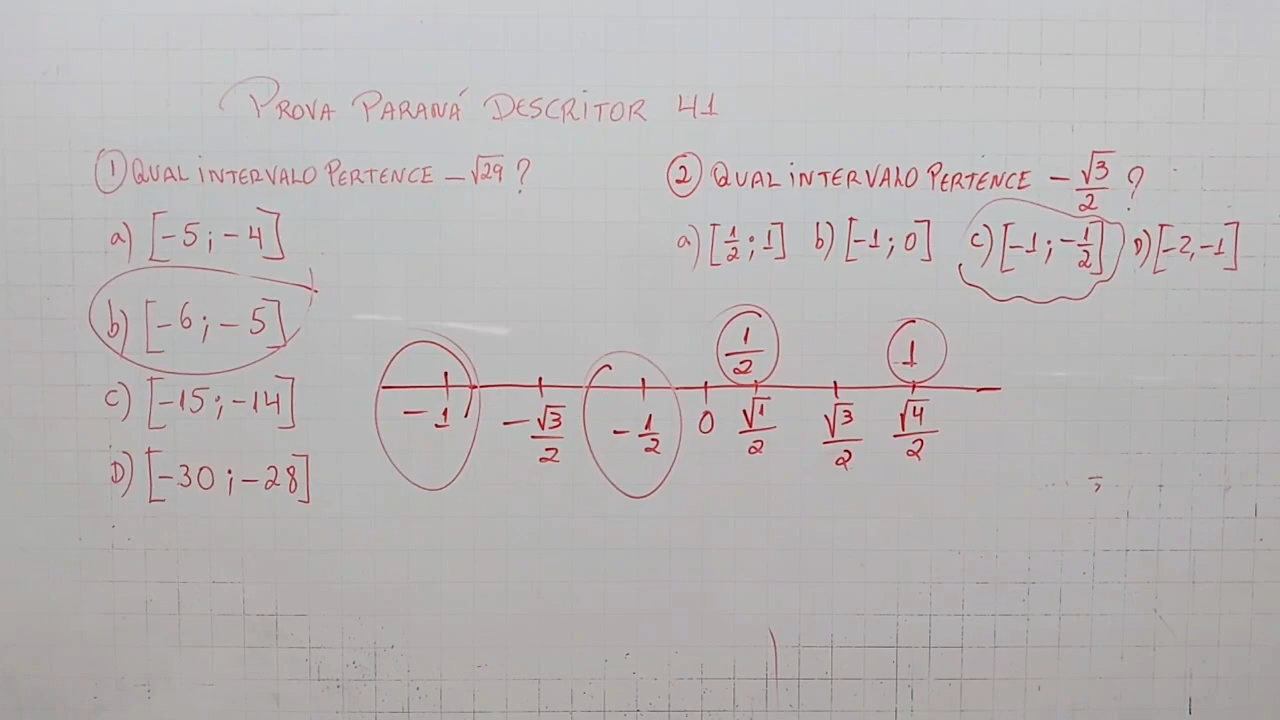 PROVA PARANÁ DESCRITOR 41
① QUAL INTERVALO PERTENCE -√29 ?
a) [-5 ; -4]
b) [-6 ; -5]
c) [-15 ; -14]
D) [-30 ; -28]
② QUAL INTERVALO PERTENCE -√3/2 ?
a) [1/2 ; 1] b) [-1 ; 0] c) [-1 ; -1/2] D) [-2, -1]
1/2 1
-1 -√3/2 -1/2 0 √1/2 √3/2 √4/2